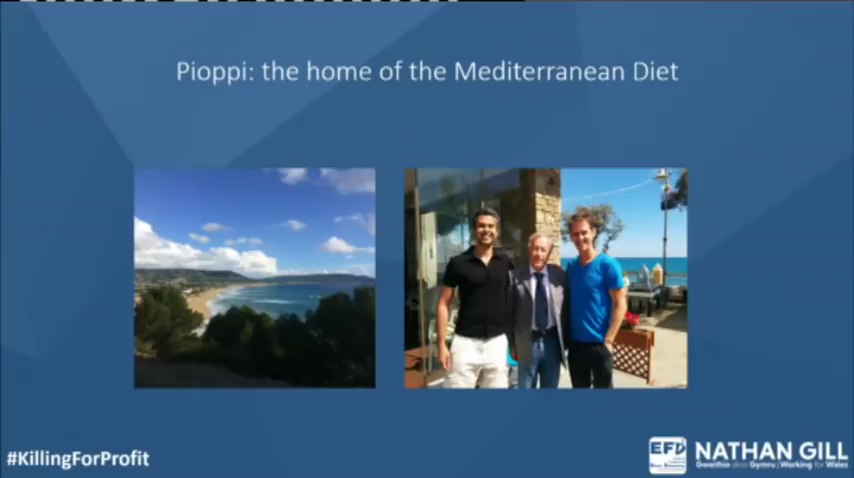 Pioppi: the home of the Mediterranean Diet
#KillingForProfit
EFD
NATHAN GILL
Gweithio dros Gymru | Working for Wales